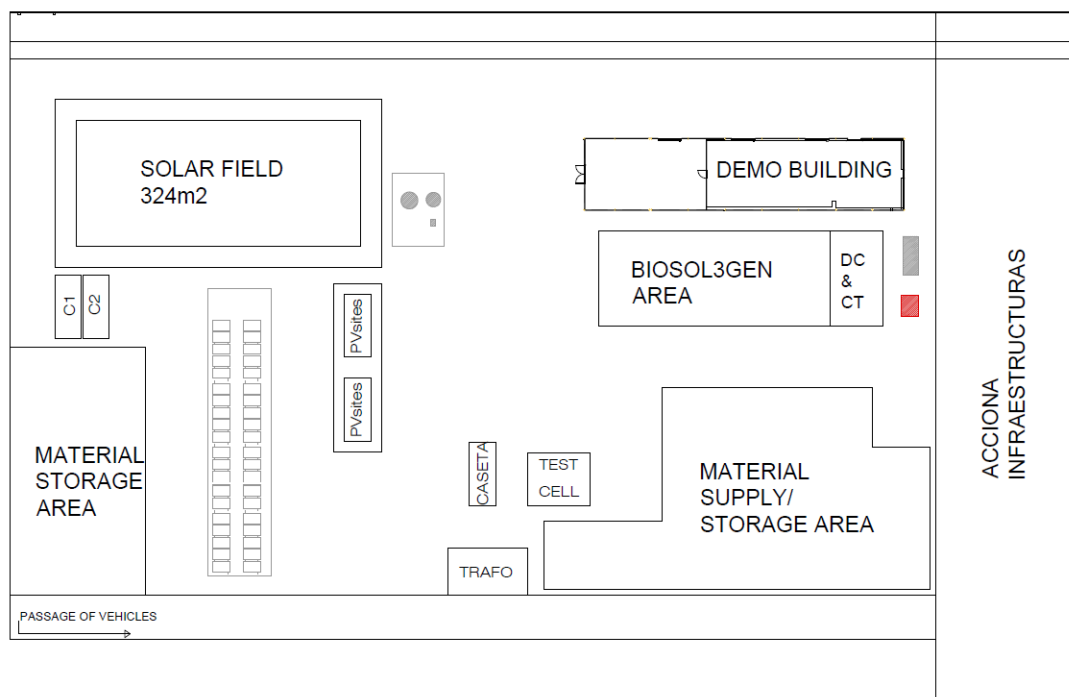 SOLAR FIELD
324m2
DEMO BUILDING
BIOSOL3GEN
AREA
DC
&
CT
C1
C2
PVsites
PVsites
MATERIAL
STORAGE
AREA
CASETA
TEST
CELL
MATERIAL
SUPPLY/
STORAGE AREA
TRAFO
PASSAGE OF VEHICLES
ACCIONA
INFRAESTRUCTURAS